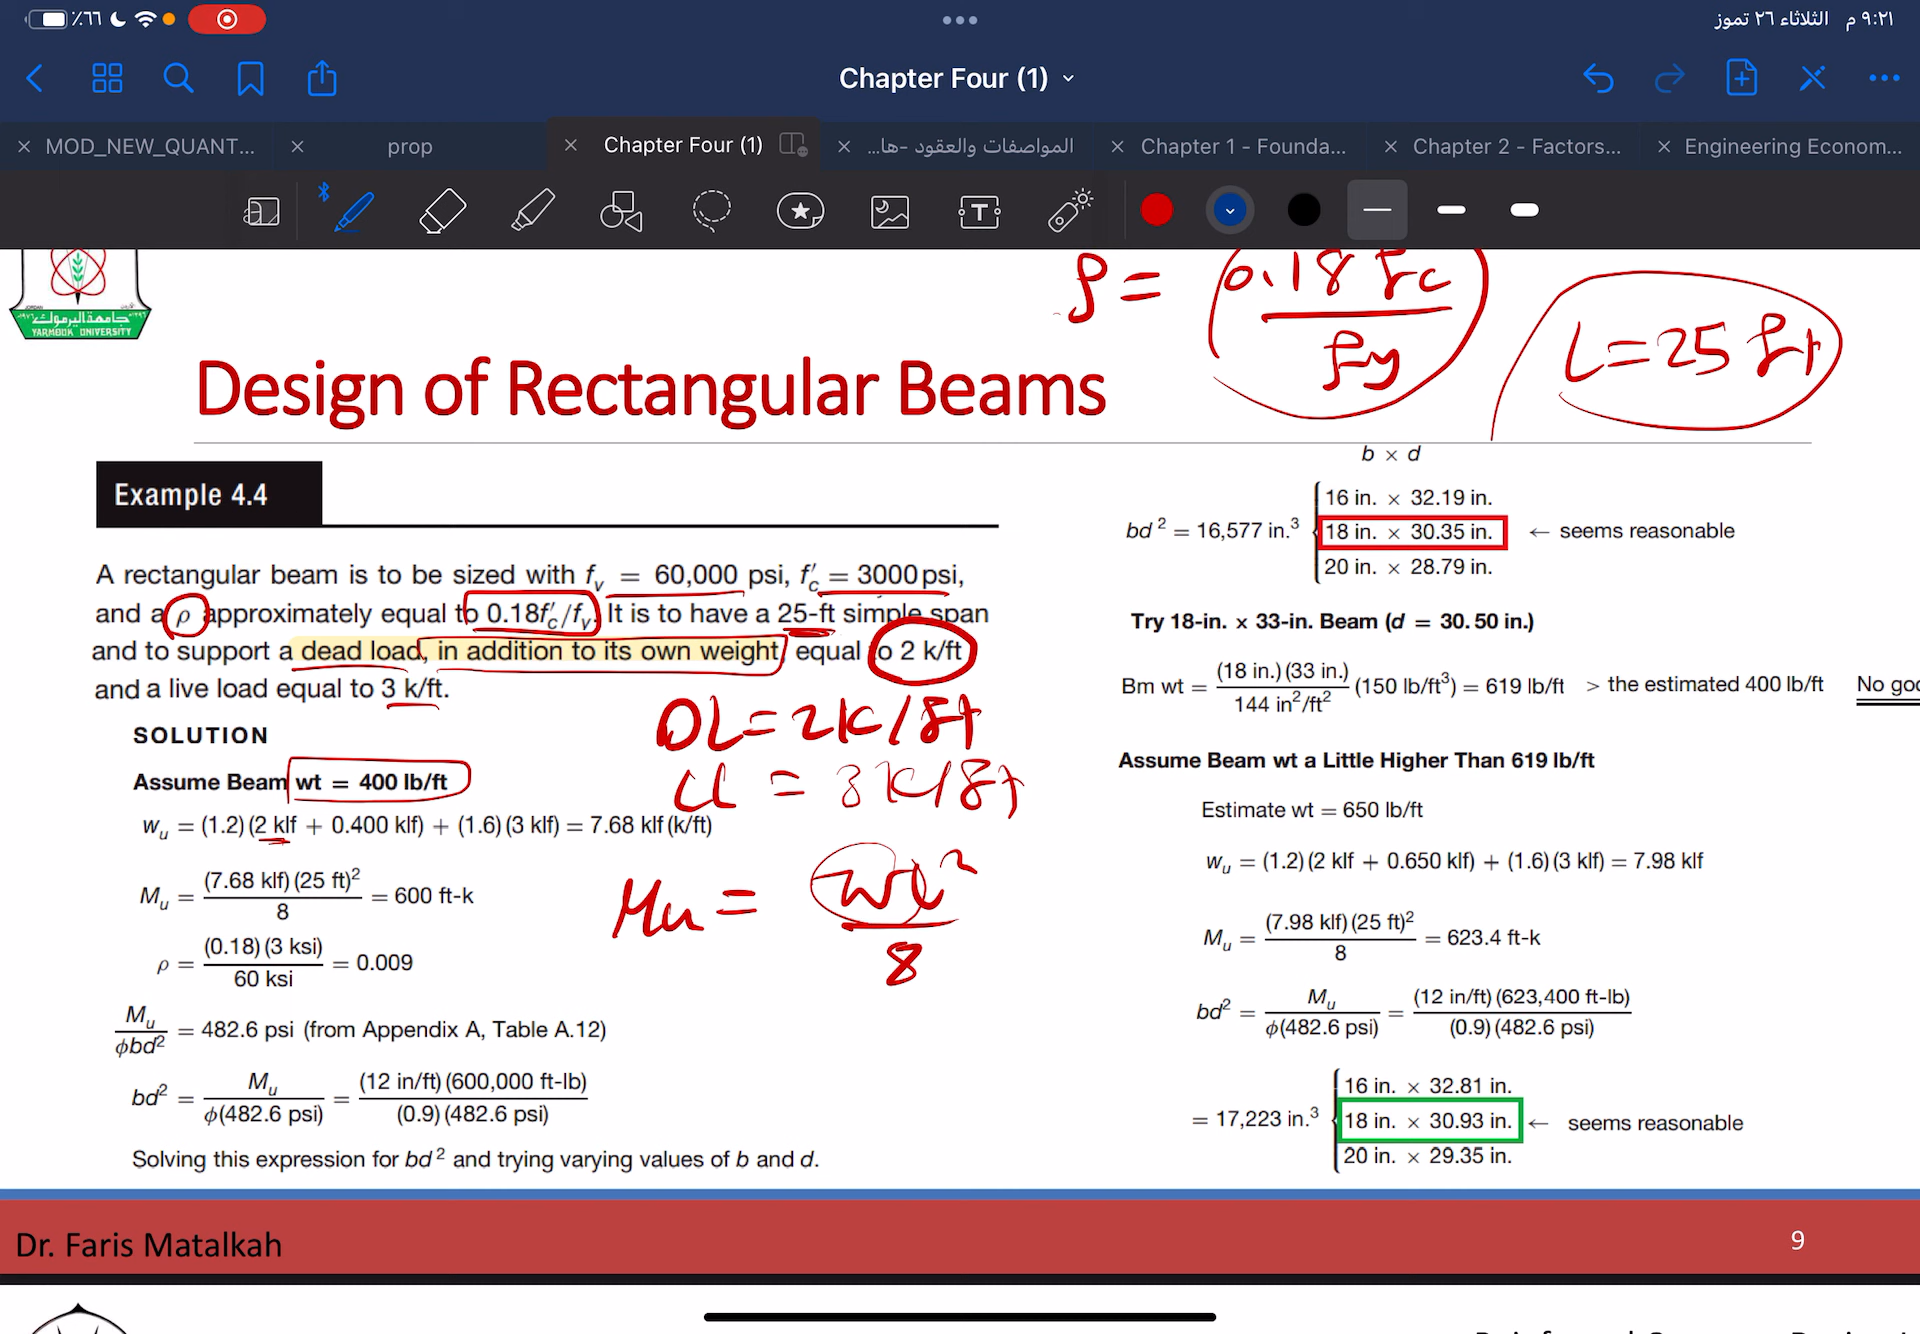 ٪٦٦
٩:٢١ م الثلاثاء ٢٦ تموز
Chapter Four (1)
MOD_NEW_QUANT...
prop
Chapter Four (1)
المواصفات والعقود -ها...
Chapter 1 - Founda...
Chapter 2 - Factors...
Engineering Econom...
جامعة اليرموك
YARMOUK UNIVERSITY
ρ = 0.18 fc / fy
L = 25 ft
Design of Rectangular Beams
Example 4.4
A rectangular beam is to be sized with fy = 60,000 psi, f′c = 3000 psi,
and a ρ approximately equal to 0.18f′c/fy. It is to have a 25-ft simple span
and to support a dead load, in addition to its own weight, equal to 2 k/ft
and a live load equal to 3 k/ft.
DL = 2k/ft
LL = 3k/ft
SOLUTION
Assume Beam wt = 400 lb/ft
wu = (1.2)(2 klf + 0.400 klf) + (1.6)(3 klf) = 7.68 klf (k/ft)
Mu = (7.68 klf)(25 ft)² / 8 = 600 ft-k
Mu = wl² / 8
ρ = (0.18)(3 ksi) / 60 ksi = 0.009
Mu / ϕbd² = 482.6 psi (from Appendix A, Table A.12)
bd² = Mu / ϕ(482.6 psi) = (12 in/ft)(600,000 ft-lb) / (0.9)(482.6 psi)
Solving this expression for bd² and trying varying values of b and d.
b × d
16 in. × 32.19 in.
bd² = 16,577 in.³ 18 in. × 30.35 in. ← seems reasonable
20 in. × 28.79 in.
Try 18-in. × 33-in. Beam (d = 30.50 in.)
Bm wt = (18 in.)(33 in.) / 144 in²/ft² (150 lb/ft³) = 619 lb/ft > the estimated 400 lb/ft No goo
Assume Beam wt a Little Higher Than 619 lb/ft
Estimate wt = 650 lb/ft
wu = (1.2)(2 klf + 0.650 klf) + (1.6)(3 klf) = 7.98 klf
Mu = (7.98 klf)(25 ft)² / 8 = 623.4 ft-k
bd² = Mu / ϕ(482.6 psi) = (12 in/ft)(623,400 ft-lb) / (0.9)(482.6 psi)
16 in. × 32.81 in.
= 17,223 in.³ 18 in. × 30.93 in. ← seems reasonable
20 in. × 29.35 in.
Dr. Faris Matalkah
9